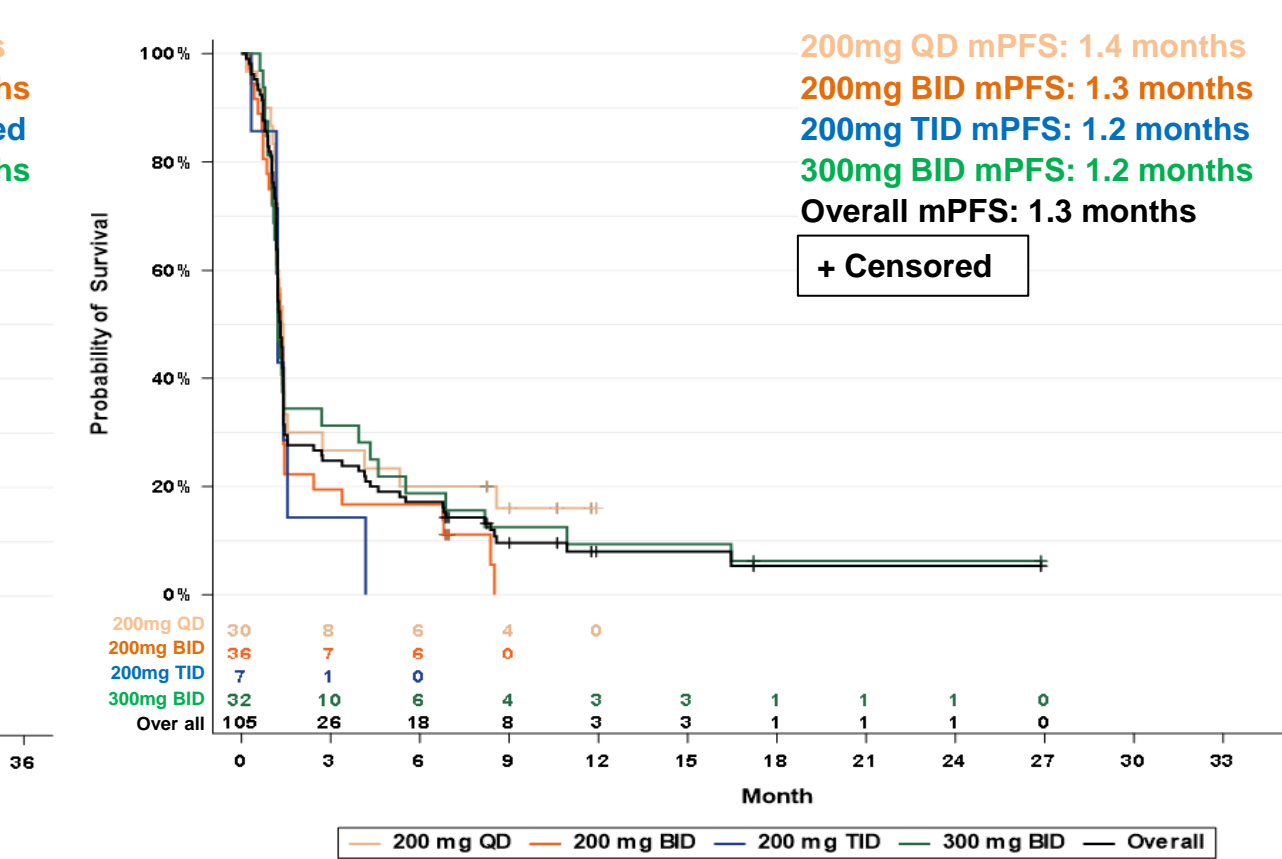 s
hs
ed
hs
36
200mg QD mPFS: 1.4 months
200mg BID mPFS: 1.3 months
200mg TID mPFS: 1.2 months
300mg BID mPFS: 1.2 months
Overall mPFS: 1.3 months
+ Censored
Probability of Survival
100%
80%
60%
40%
20%
0%
200mg QD 30 8 6 4 0
200mg BID 36 7 6 0
200mg TID 7 1 0
300mg BID 32 10 6 4 3 3 1 1 1 0
Over all 105 26 18 8 3 3 1 1 1 0
0 3 6 9 12 15 18 21 24 27 30 33
Month
200 mg QD 200 mg BID 200 mg TID 300 mg BID Overall